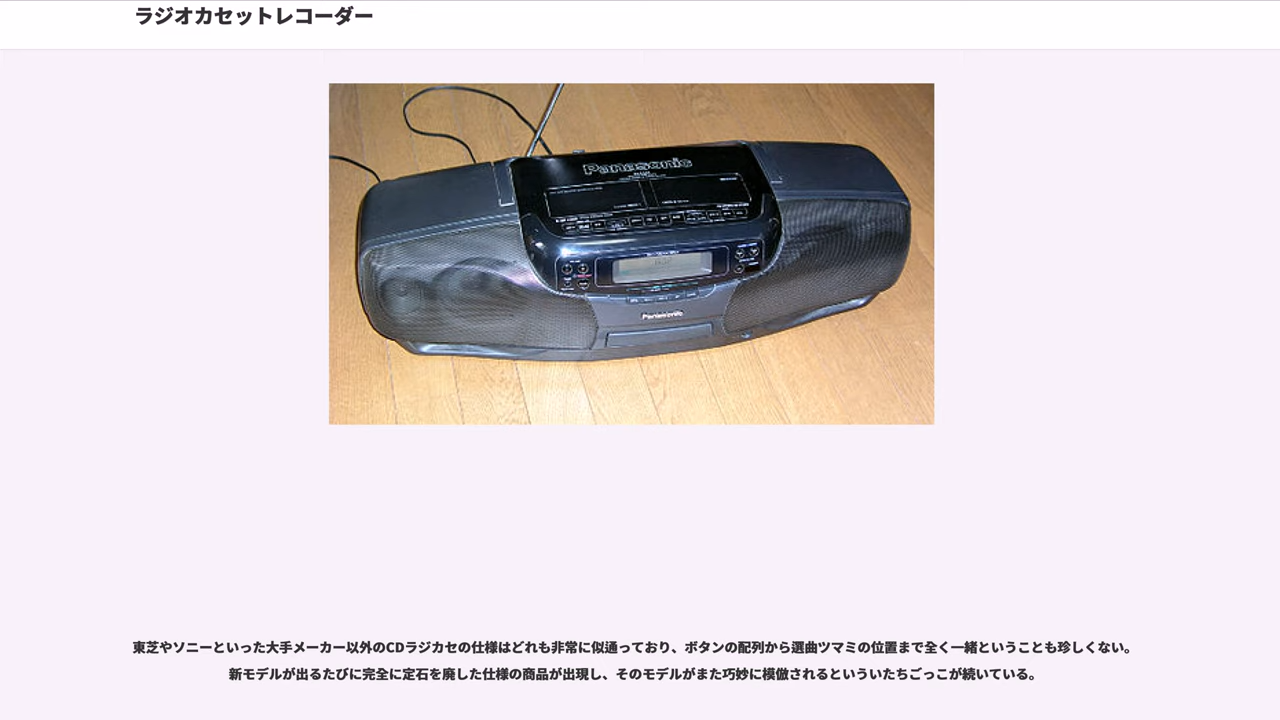 ラジオカセットレコーダー
Panasonic
Panasonic
東芝やソニーといった大手メーカー以外のCDラジカセの仕様はどれも非常に似通っており、ボタンの配列から選曲ツマミの位置まで全く一緒ということも珍しくない。
新モデルが出るたびに完全に定石を廃した仕様の商品が出現し、そのモデルがまた巧妙に模倣されるといういたちごっこが続いている。